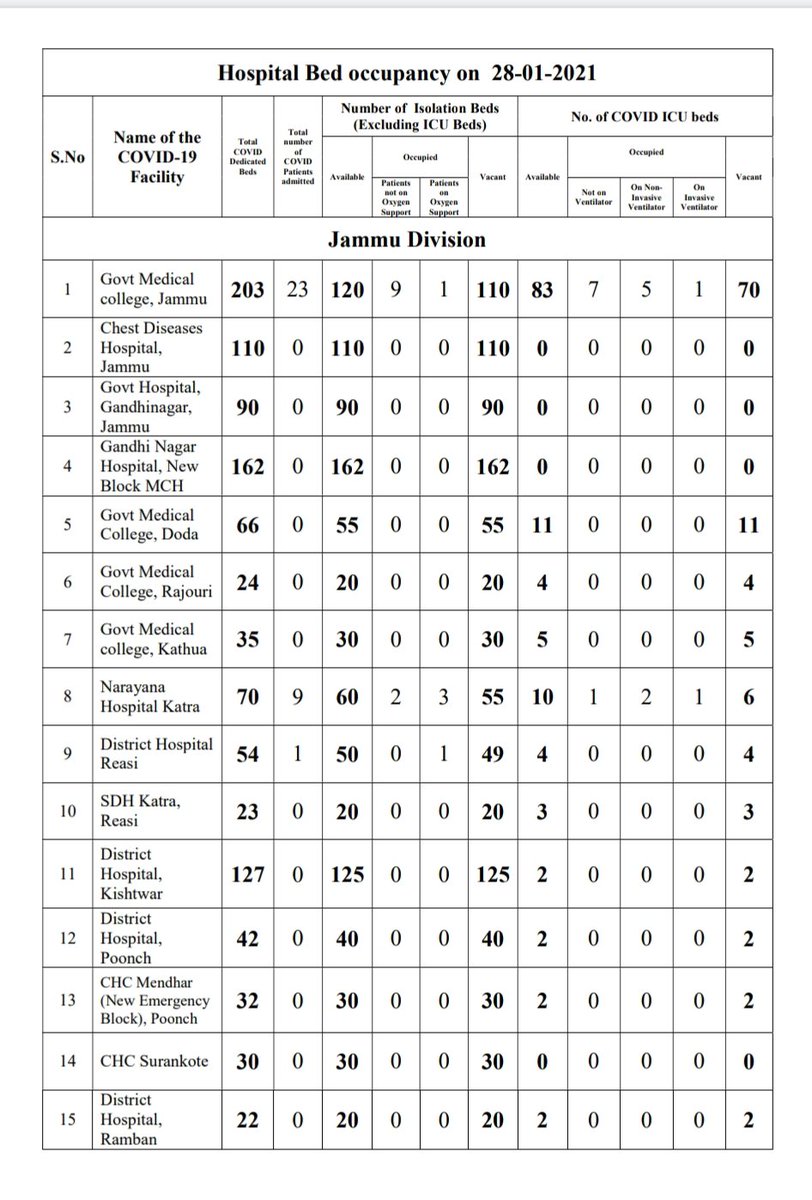 Hospital Bed occupancy on 28-01-2021
S.No
Name of the
COVID-19
Facility
Total
COVID
Dedicated
Beds
Total
number
of
COVID
Patients
admitted
Number of Isolation Beds
(Excluding ICU Beds)
No. of COVID ICU beds
Available
Occupied
Patients
not on
Oxygen
Support
Patients
on
Oxygen
Support
Vacant
Available
Occupied
Not on
Ventilator
On Non-
Invasive
Ventilator
On
Invasive
Ventilator
Vacant
Jammu Division
1 Govt Medical
college, Jammu 203 23 120 9 1 110 83 7 5 1 70
2 Chest Diseases
Hospital,
Jammu 110 0 110 0 0 110 0 0 0 0 0
3 Govt Hospital,
Gandhinagar,
Jammu 90 0 90 0 0 90 0 0 0 0 0
4 Gandhi Nagar
Hospital, New
Block MCH 162 0 162 0 0 162 0 0 0 0 0
5 Govt Medical
College, Doda 66 0 55 0 0 55 11 0 0 0 11
6 Govt Medical
College, Rajouri 24 0 20 0 0 20 4 0 0 0 4
7 Govt Medical
college, Kathua 35 0 30 0 0 30 5 0 0 0 5
8 Narayana
Hospital Katra 70 9 60 2 3 55 10 1 2 1 6
9 District Hospital
Reasi 54 1 50 0 1 49 4 0 0 0 4
10 SDH Katra,
Reasi 23 0 20 0 0 20 3 0 0 0 3
11 District
Hospital,
Kishtwar 127 0 125 0 0 125 2 0 0 0 2
12 District
Hospital,
Poonch 42 0 40 0 0 40 2 0 0 0 2
13 CHC Mendhar
(New Emergency
Block), Poonch 32 0 30 0 0 30 2 0 0 0 2
14 CHC Surankote 30 0 30 0 0 30 0 0 0 0 0
15 District
Hospital,
Ramban 22 0 20 0 0 20 2 0 0 0 2